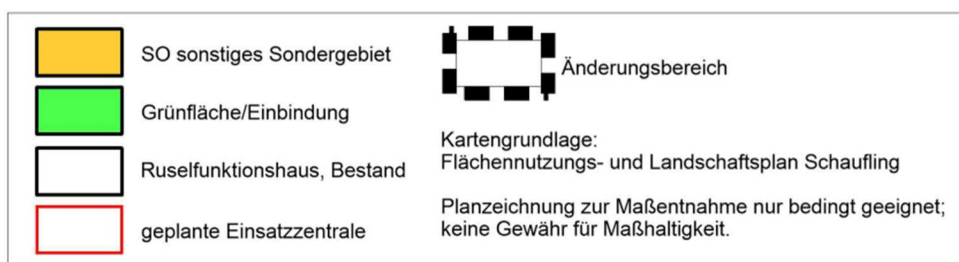 SO sonstiges Sondergebiet
Grünfläche/Einbindung
Ruselfunktionshaus, Bestand
geplante Einsatzzentrale
Änderungsbereich
Kartengrundlage:
Flächennutzungs- und Landschaftsplan Schaufling
Planzeichnung zur Maßentnahme nur bedingt geeignet;
keine Gewähr für Maßhaltigkeit.